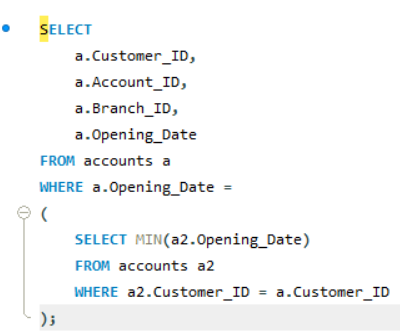 SELECT
a.Customer_ID,
a.Account_ID,
a.Branch_ID,
a.Opening_Date
FROM accounts a
WHERE a.Opening_Date =
(
SELECT MIN(a2.Opening_Date)
FROM accounts a2
WHERE a2.Customer_ID = a.Customer_ID
);